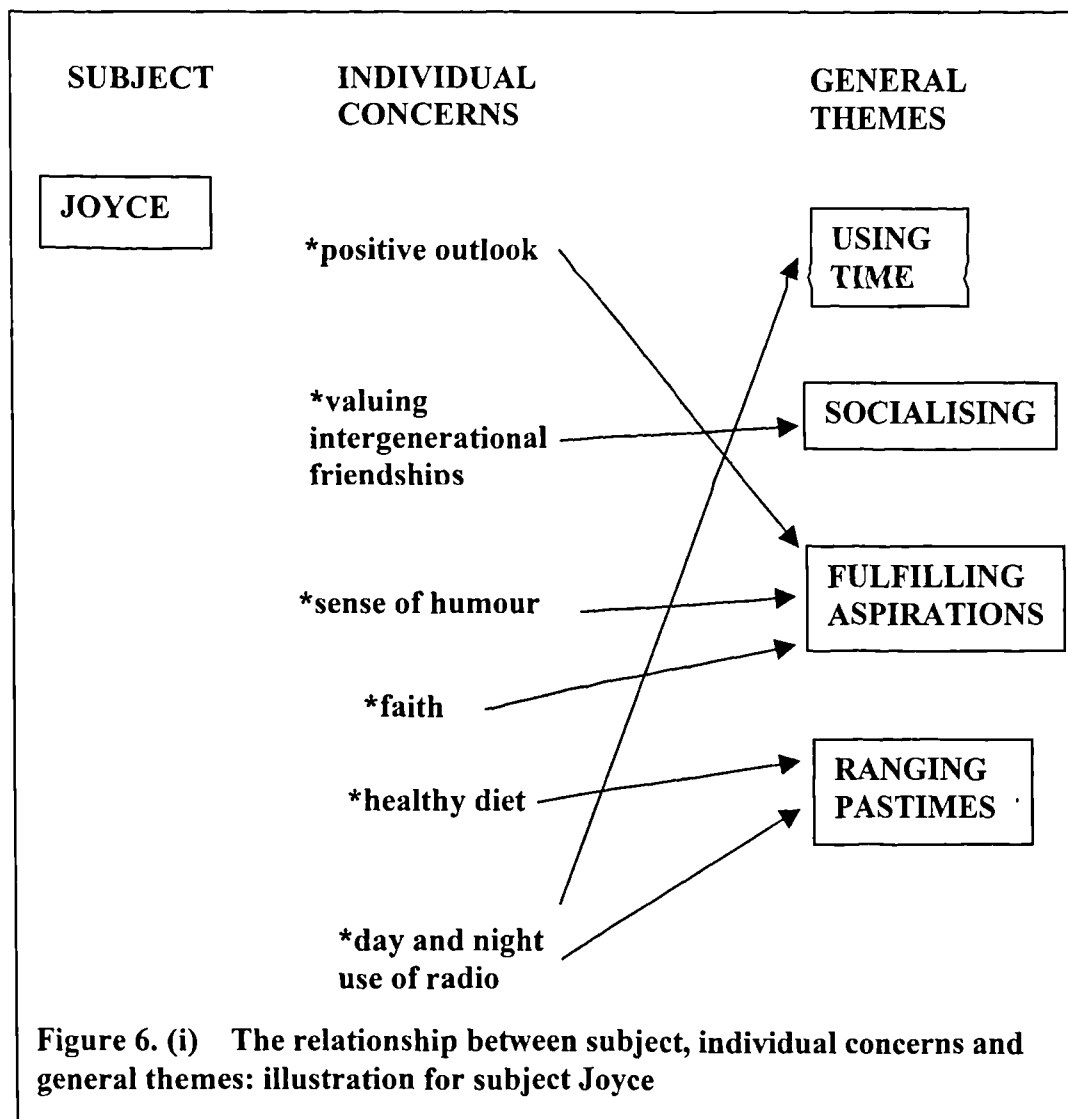 SUBJECT
INDIVIDUAL
CONCERNS
GENERAL
THEMES
JOYCE
*positive outlook
*valuing
intergenerational
friendships
*sense of humour
*faith
*healthy diet
*day and night
use of radio
USING
TIME
SOCIALISING
FULFILLING
ASPIRATIONS
RANGING
PASTIMES
Figure 6. (i) The relationship between subject, individual concerns and
general themes: illustration for subject Joyce